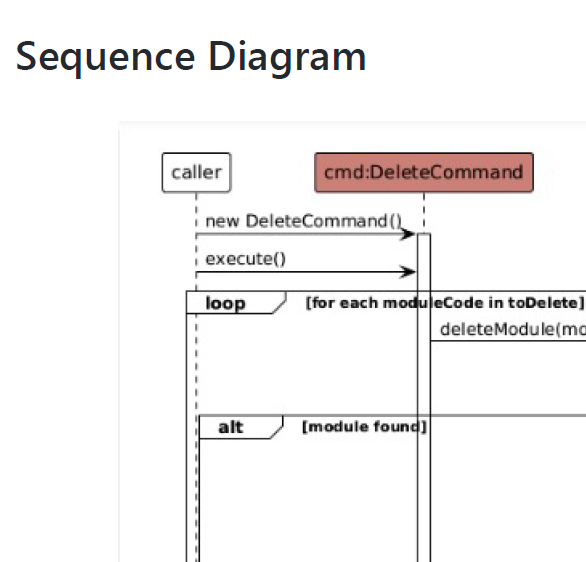 Sequence Diagram
caller
cmd:DeleteCommand
new DeleteCommand()
execute()
loop
[for each moduleCode in toDelete]
deleteModule(mo
alt
[module found]